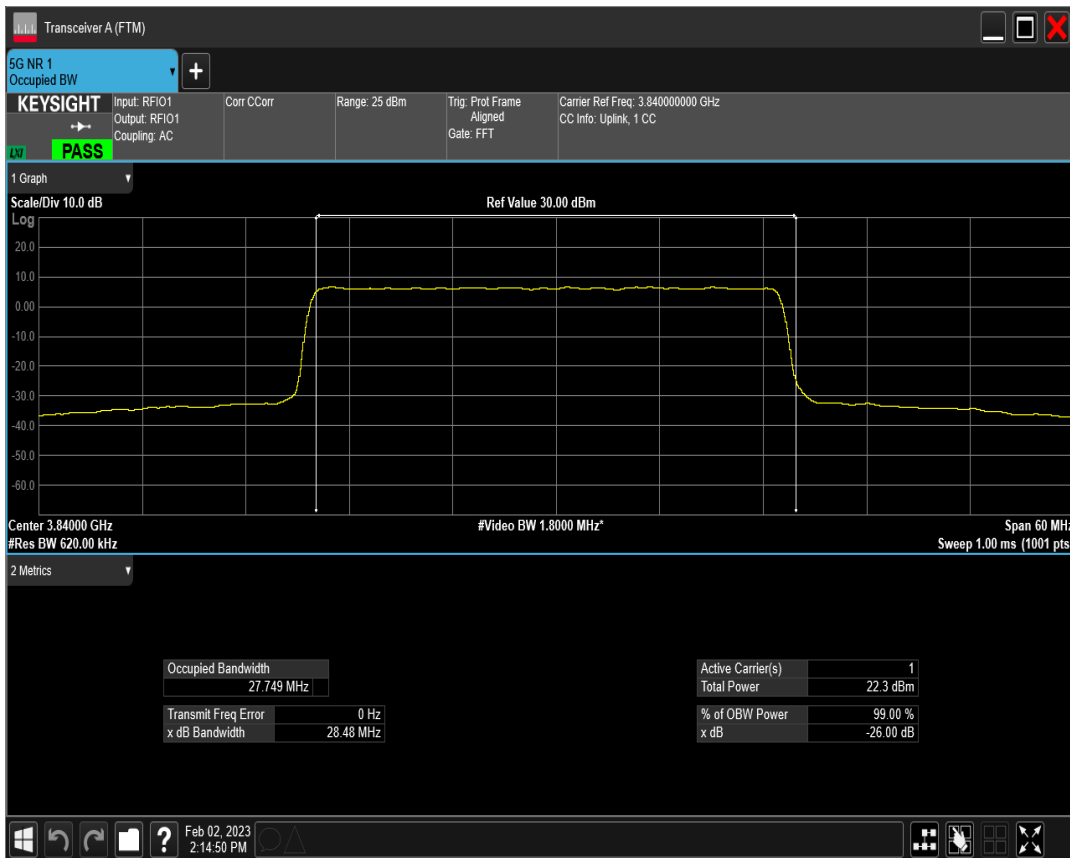 Transceiver A (FTM)
5G NR 1
Occupied BW
+
KEYSIGHT
LXI
PASS
Input: RFIO1
Output: RFIO1
Coupling: AC
Corr CCorr
Range: 25 dBm
Trig: Prot Frame
Aligned
Gate: FFT
Carrier Ref Freq: 3.840000000 GHz
CC Info: Uplink, 1 CC
1 Graph
Scale/Div 10.0 dB
Ref Value 30.00 dBm
Log
20.0
10.0
0.00
-10.0
-20.0
-30.0
-40.0
-50.0
-60.0
Center 3.84000 GHz
#Video BW 1.8000 MHz*
Span 60 MHz
#Res BW 620.00 kHz
Sweep 1.00 ms (1001 pts
2 Metrics
Occupied Bandwidth
27.749 MHz
Transmit Freq Error 0 Hz
x dB Bandwidth 28.48 MHz
Active Carrier(s) 1
Total Power 22.3 dBm
% of OBW Power 99.00 %
x dB -26.00 dB
?
Feb 02, 2023
2:14:50 PM